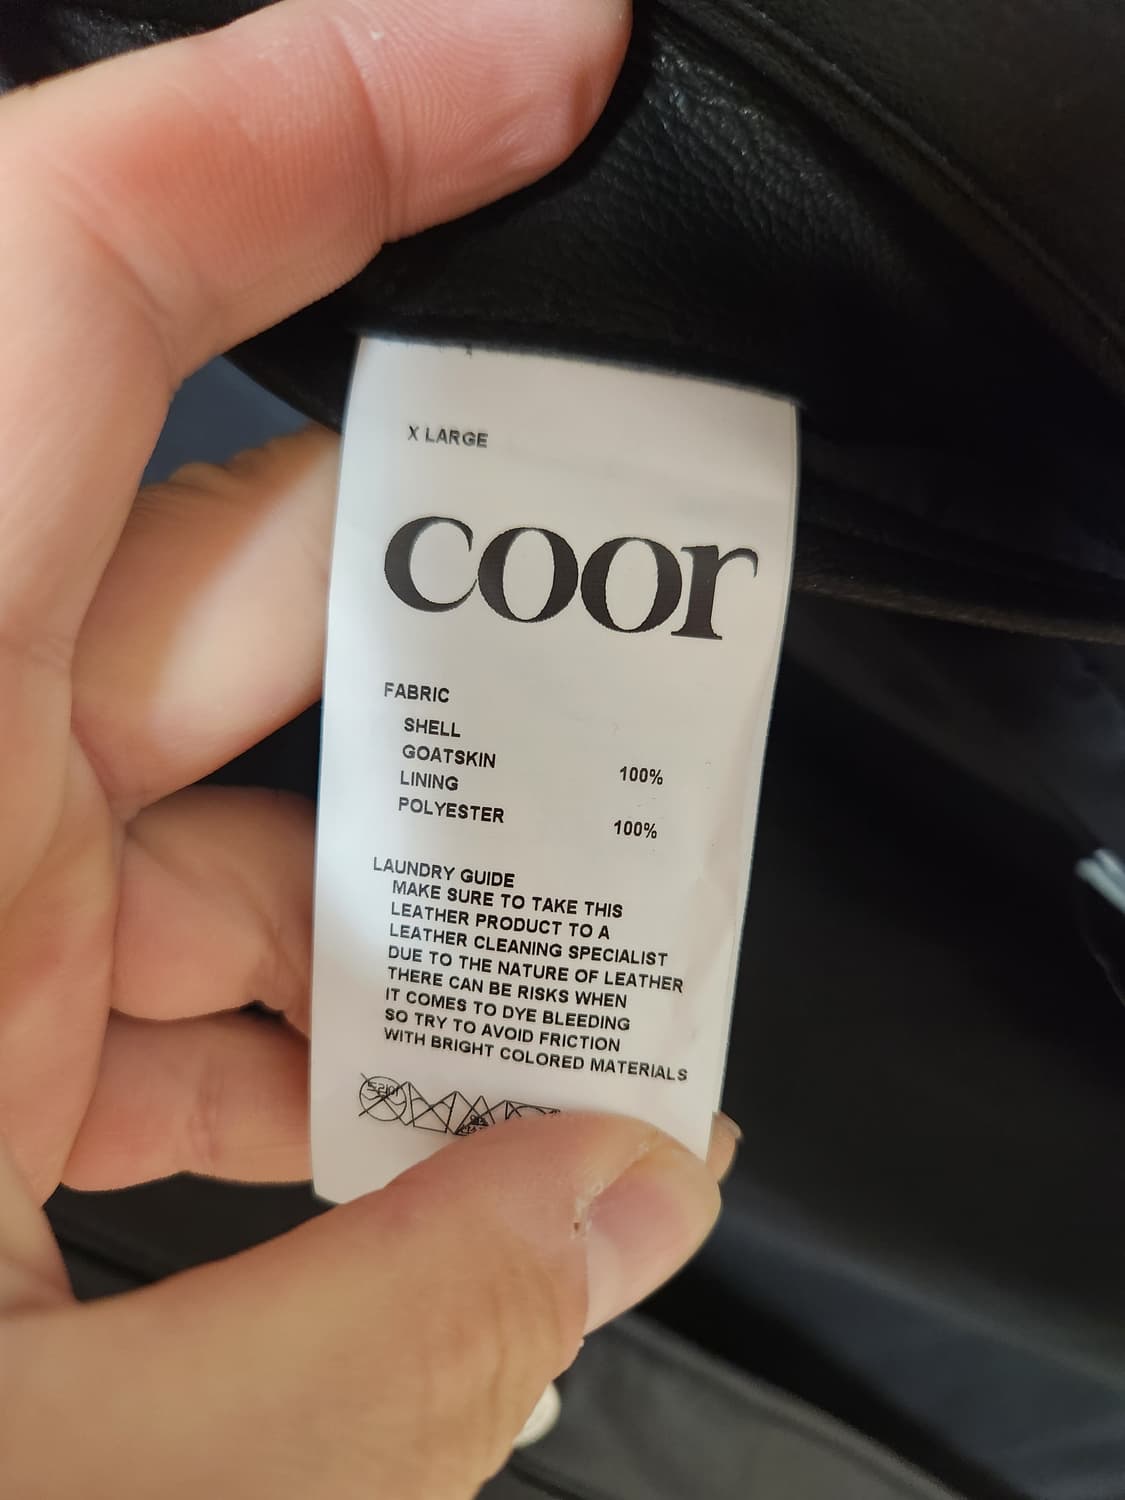 X LARGE
coor
FABRIC
SHELL
GOATSKIN 100%
LINING
POLYESTER 100%
LAUNDRY GUIDE
MAKE SURE TO TAKE THIS
LEATHER PRODUCT TO A
LEATHER CLEANING SPECIALIST
DUE TO THE NATURE OF LEATHER
THERE CAN BE RISKS WHEN
IT COMES TO DYE BLEEDING
SO TRY TO AVOID FRICTION
WITH BRIGHT COLORED MATERIALS